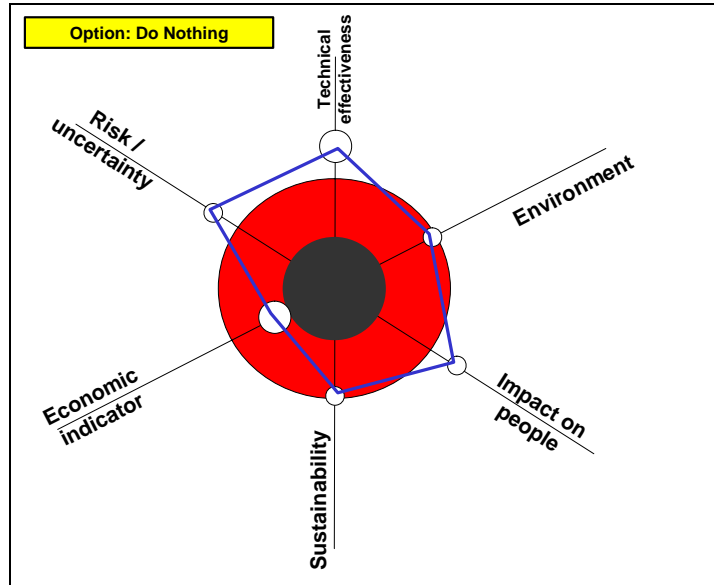 Option: Do Nothing
Technical
effectiveness
Risk /
uncertainty
Environment
Economic
indicator
Impact on
people
Sustainability